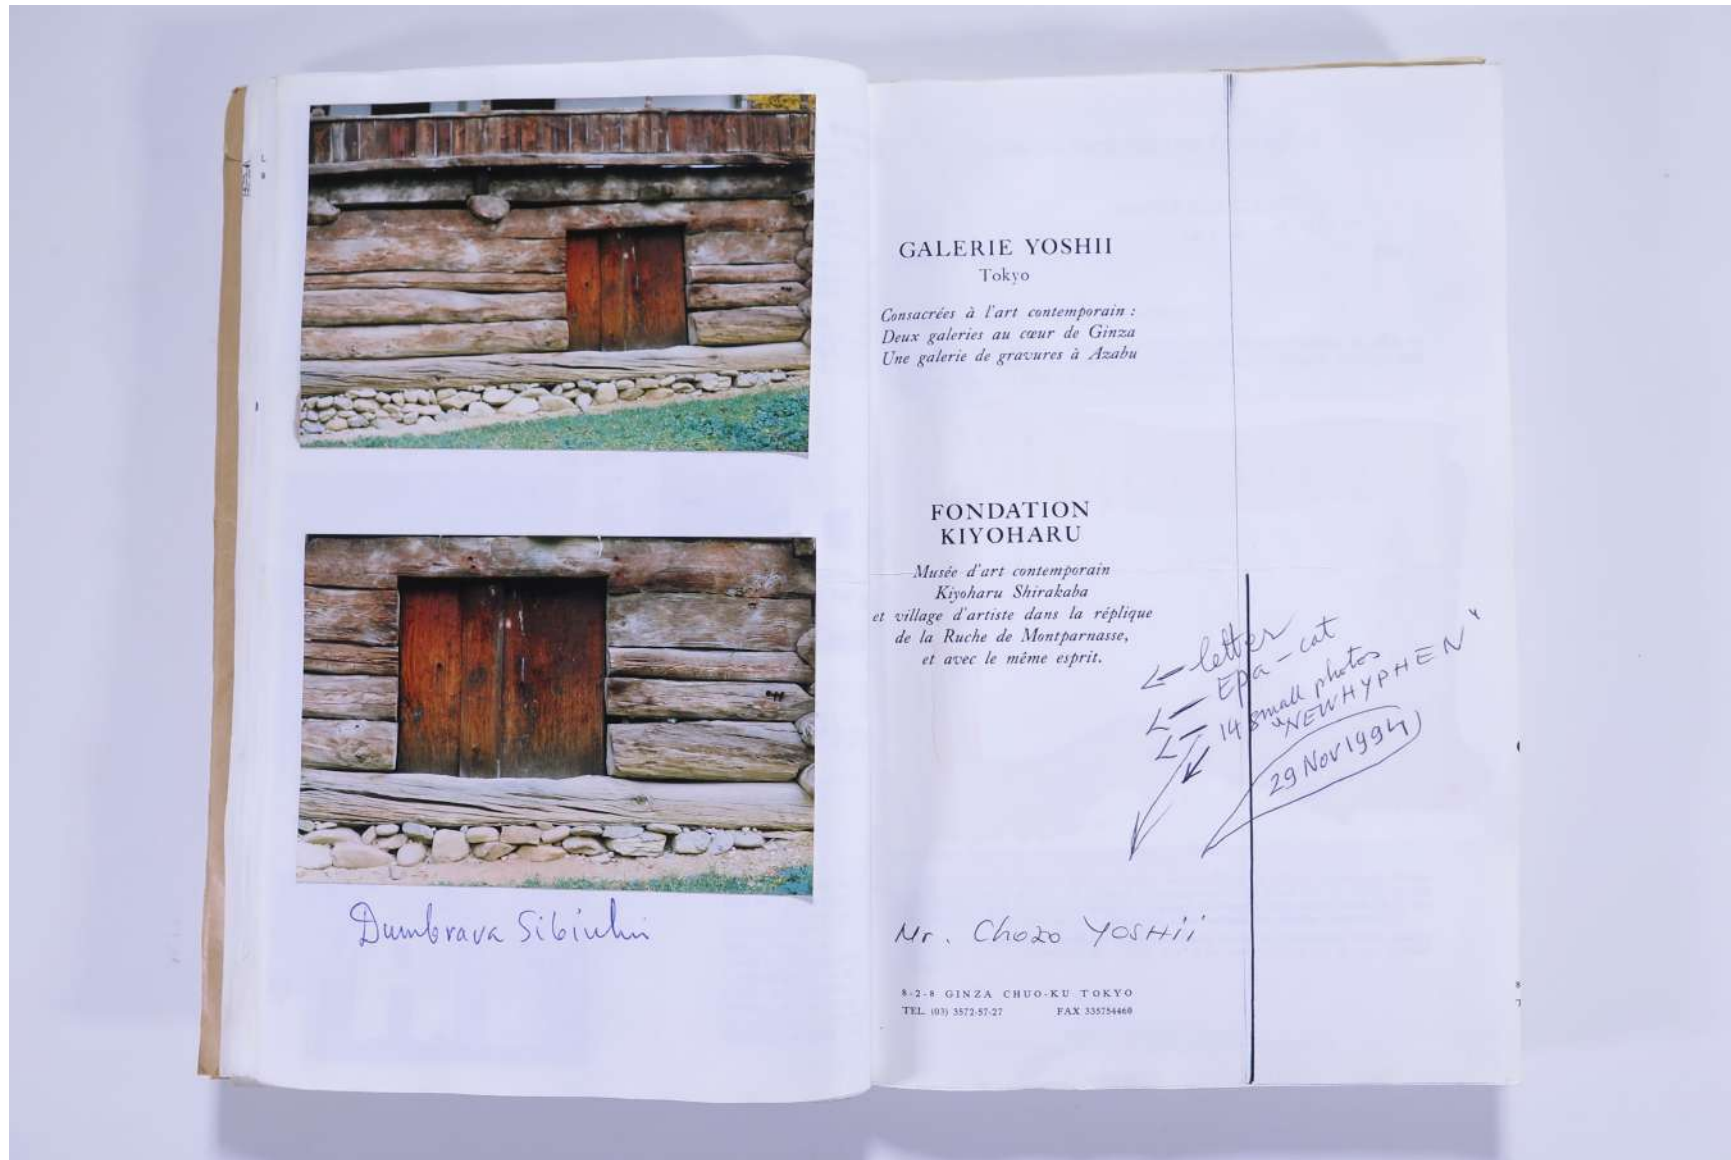 Dumbrava Sibiului
GALERIE YOSHII
Tokyo
Consacrées à l'art contemporain :
Deux galeries au cœur de Ginza
Une galerie de gravures à Azabu
FONDATION
KIYOHARU
Musée d'art contemporain
Kiyoharu Shirakaba
et village d'artiste dans la réplique
de la Ruche de Montparnasse,
et avec le même esprit.
← letter
← Epa-cat
← 14 small photos
"NEW HYPHEN"
29 Nov 1994
Mr. Chozo YOSHii
8-2-8 GINZA CHUO-KU TOKYO
TEL. (03) 3572-57-27 FAX 335754460